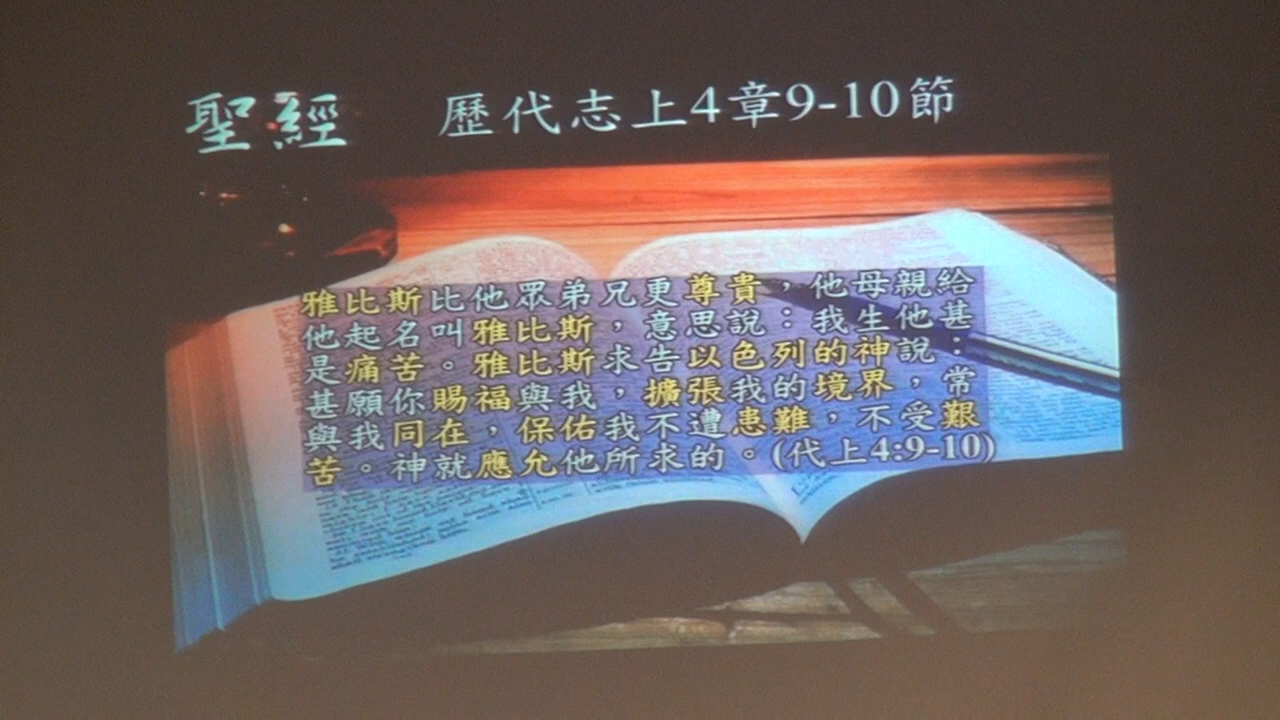 聖經 歷代志上4章9-10節
雅比斯比他眾弟兄更尊貴，他母親給
他起名叫雅比斯，意思說：我生他甚
是痛苦。雅比斯求告以色列的神說：
甚願你賜福與我，擴張我的境界，常
與我同在，保佑我不遭患難，不受艱
苦。神就應允他所求的。(代上4:9-10)